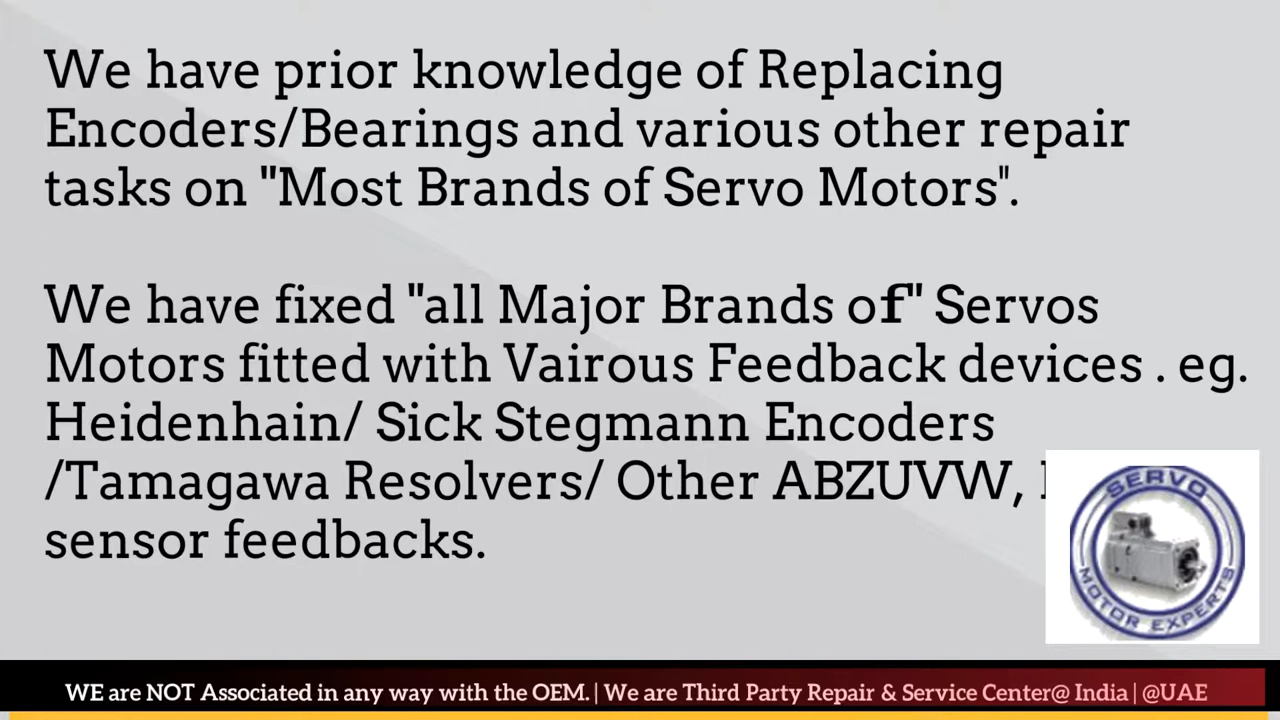 We have prior knowledge of Replacing
Encoders/Bearings and various other repair
tasks on "Most Brands of Servo Motors".
We have fixed "all Major Brands of" Servos
Motors fitted with Vairous Feedback devices . eg.
Heidenhain/ Sick Stegmann Encoders
/Tamagawa Resolvers/ Other ABZUVW,
sensor feedbacks.
SERVO
MOTOR EXPERTS
WE are NOT Associated in any way with the OEM. | We are Third Party Repair & Service Center@ India | @UAE